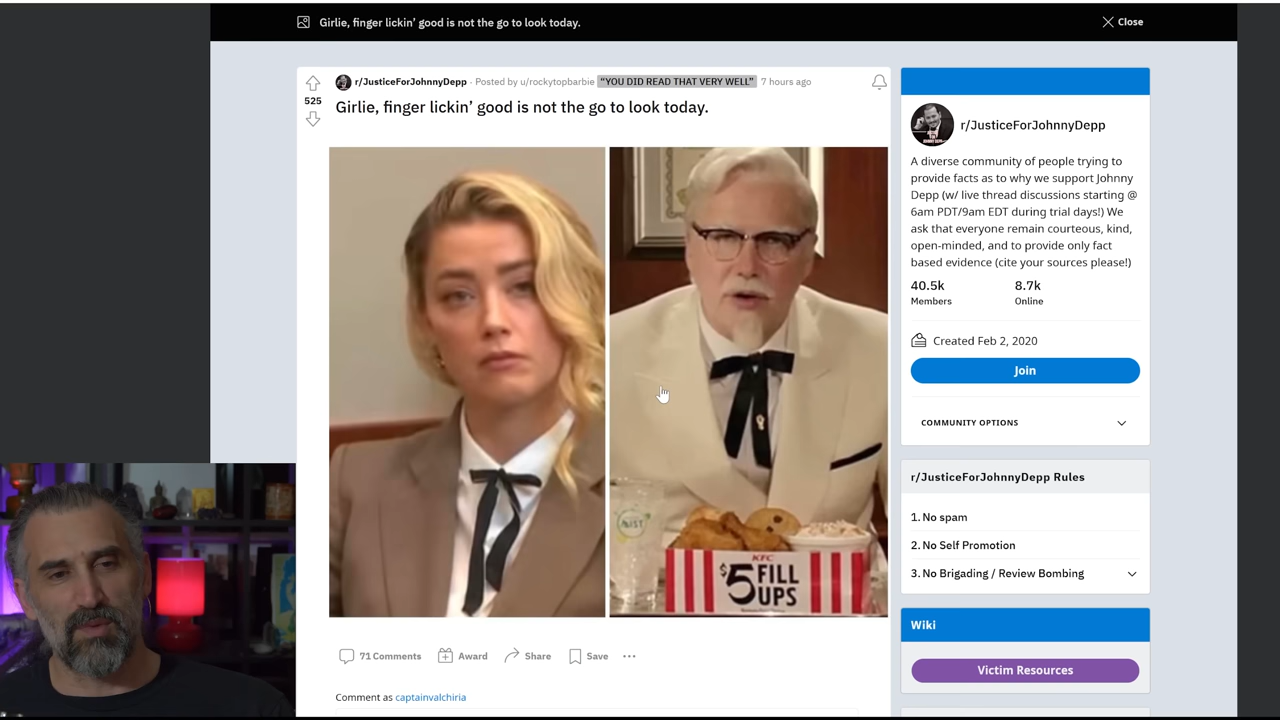 Girlie, finger lickin’ good is not the go to look today.
Close
r/JusticeForJohnnyDepp · Posted by u/rockytopbarbie "YOU DID READ THAT VERY WELL" 7 hours ago
525
Girlie, finger lickin’ good is not the go to look today.
KFC
$5 FILL
UPS
71 Comments
Award
Share
Save
Comment as captainvalchiria
r/JusticeForJohnnyDepp
A diverse community of people trying to
provide facts as to why we support Johnny
Depp (w/ live thread discussions starting @
6am PDT/9am EDT during trial days!) We
ask that everyone remain courteous, kind,
open-minded, and to provide only fact
based evidence (cite your sources please!)
40.5k 8.7k
Members Online
Created Feb 2, 2020
Join
COMMUNITY OPTIONS
r/JusticeForJohnnyDepp Rules
1. No spam
2. No Self Promotion
3. No Brigading / Review Bombing
Wiki
Victim Resources